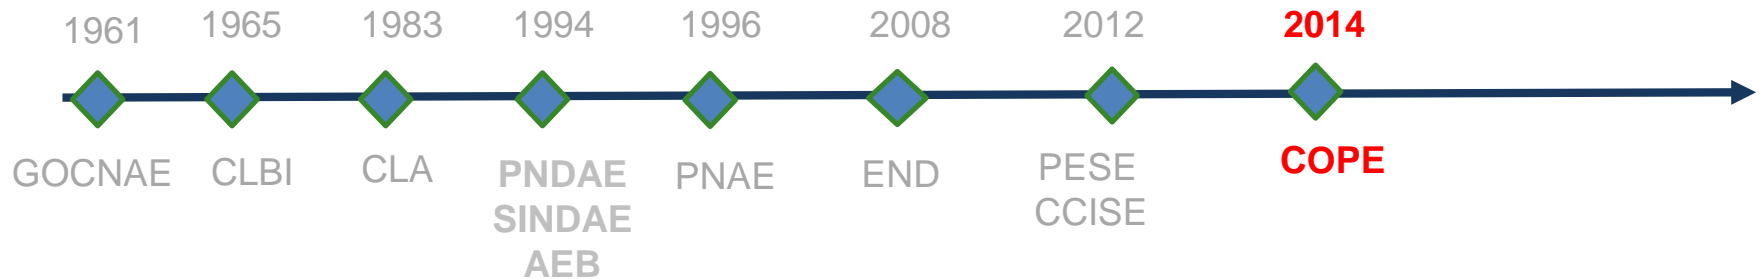 1961 1965 1983 1994 1996 2008 2012 2014
GOCNAE CLBI CLA PNDAE PNAE END PESE COPE
SINDAE CCISE
AEB